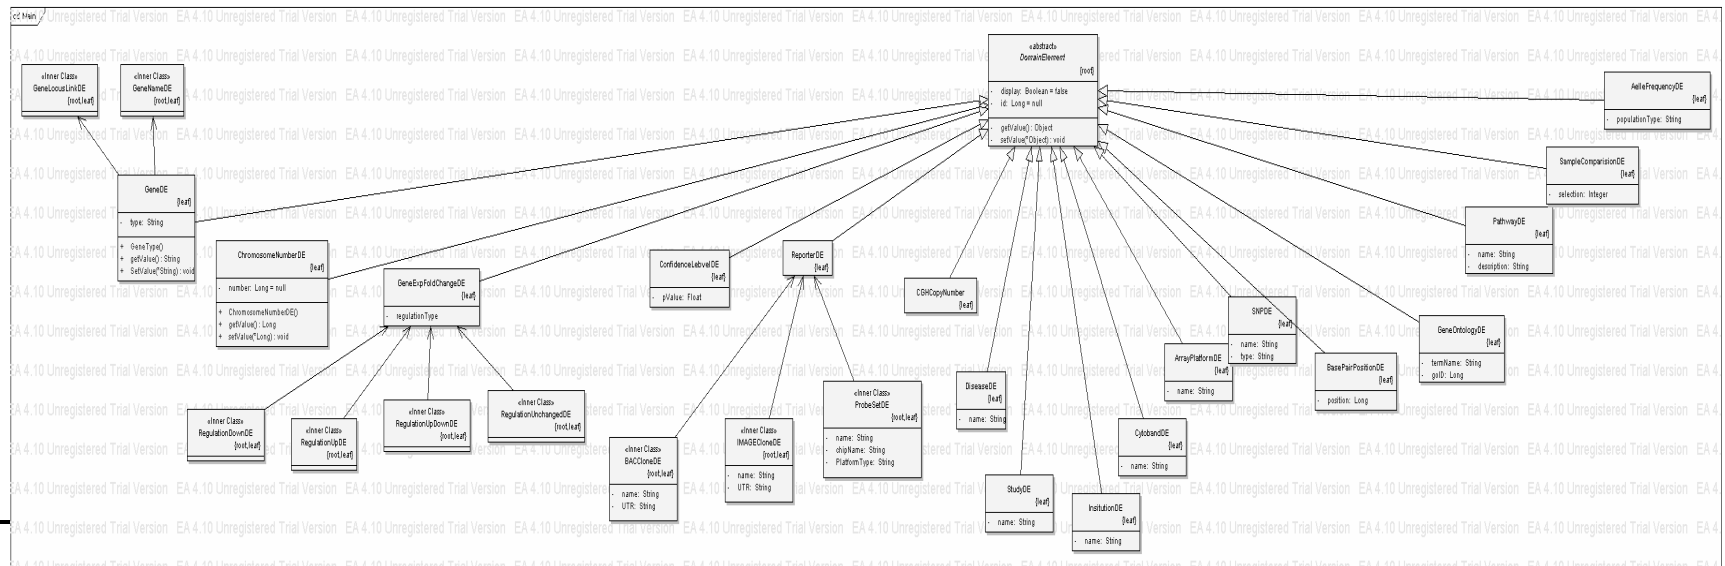 cd Main
«abstract»
DomainElement
{root}
- display: Boolean = false
- id: Long = null
- getValue() : Object
- setValue(*Object) : void
«Inner Class»
GeneLocusLinkDE
{root,leaf}
«Inner Class»
GeneNameDE
{root,leaf}
AelleFrequencyDE
{leaf}
- populationType: String
SampleComparisionDE
{leaf}
- selection: Integer
GeneDE
{leaf}
- type: String
+ GeneType()
+ getValue() : String
+ SetValue(*String) : void
PathwayDE
{leaf}
- name: String
- description: String
ChromosomeNumberDE
{leaf}
- number: Long = null
+ ChromosomeNumberDE()
+ getValue() : Long
+ setValue(*Long) : void
GeneExpFoldChangeDE
{leaf}
- regulationType
ConfidenceLebvelDE
{leaf}
- pValue: Float
ReporterDE
{leaf}
CGHCopyNumber
{leaf}
SNPDE
{leaf}
- name: String
- type: String
GeneOntologyDE
{leaf}
- termName: String
- goID: Long
ArrayPlatformDE
{leaf}
- name: String
BasePairPositionDE
{leaf}
- position: Long
DiseaseDE
{leaf}
- name: String
«Inner Class»
RegulationDownDE
{root,leaf}
«Inner Class»
RegulationUpDE
{root,leaf}
«Inner Class»
RegulationUpDownDE
{root,leaf}
«Inner Class»
RegulationUnchangedDE
{root,leaf}
«Inner Class»
BACCloneDE
{root,leaf}
- name: String
- UTR: String
«Inner Class»
IMAGECloneDE
{root,leaf}
- name: String
- UTR: String
«Inner Class»
ProbeSetDE
{root,leaf}
- name: String
- chipName: String
- PlatformType: String
CytobandDE
{leaf}
- name: String
StudyDE
{leaf}
- name: String
InsitutionDE
{leaf}
- name: String
EA 4.10 Unregistered Trial Version